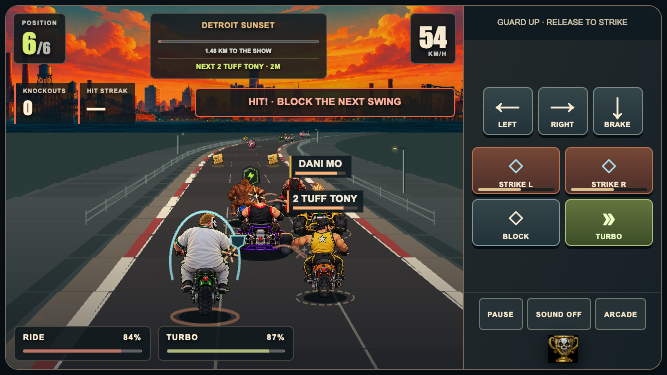 POSITION
6/6
DETROIT SUNSET
1.46 KM TO THE SHOW
NEXT 2 TUFF TONY · 2M
54
KM/H
KNOCKOUTS
0
HIT STREAK
—
HIT! · BLOCK THE NEXT SWING
DANI MO
2 TUFF TONY
RIDE 84%
TURBO 87%
GUARD UP · RELEASE TO STRIKE
LEFT
RIGHT
BRAKE
STRIKE L
STRIKE R
BLOCK
TURBO
PAUSE
SOUND OFF
ARCADE